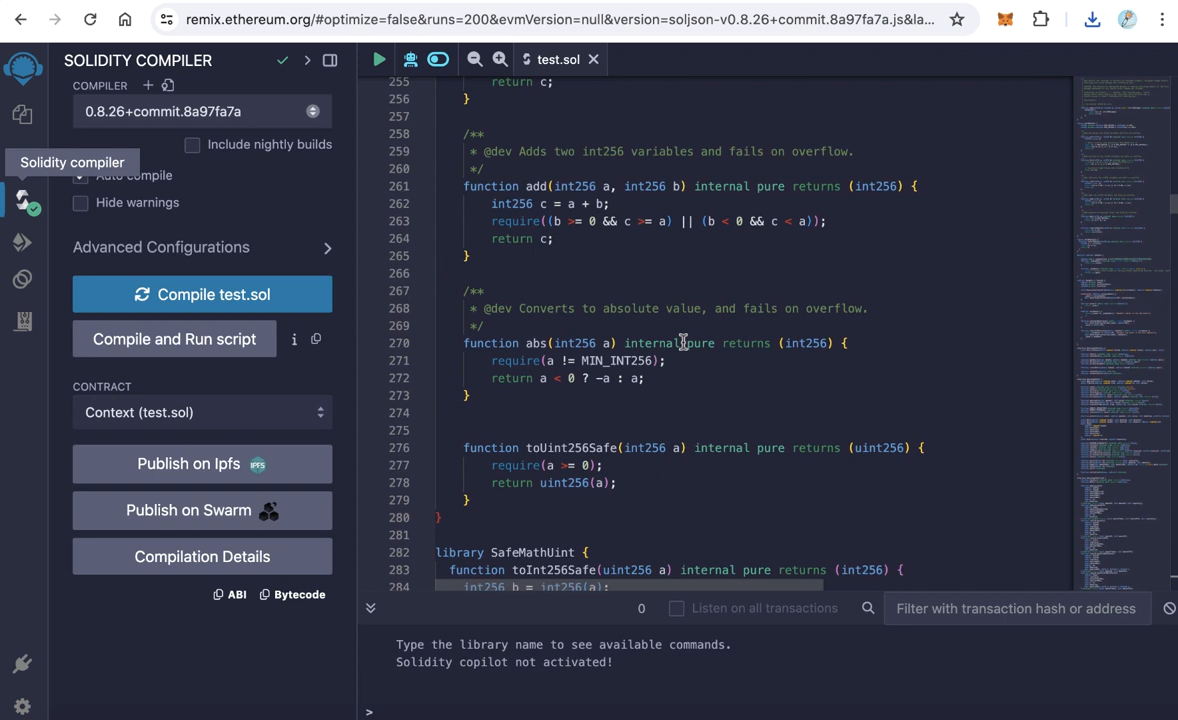 remix.ethereum.org/#optimize=false&runs=200&evmVersion=null&version=soljson-v0.8.26+commit.8a97fa7a.js&la...
SOLIDITY COMPILER
COMPILER
0.8.26+commit.8a97fa7a
Include nightly builds
Solidity compiler
Auto compile
Hide warnings
Advanced Configurations
Compile test.sol
Compile and Run script
i
CONTRACT
Context (test.sol)
Publish on Ipfs
IPFS
Publish on Swarm
Compilation Details
ABI
Bytecode
test.sol
255 return c;
256 }
257
258 /**
259 * @dev Adds two int256 variables and fails on overflow.
260 */
261 function add(int256 a, int256 b) internal pure returns (int256) {
262 int256 c = a + b;
263 require((b >= 0 && c >= a) || (b < 0 && c < a));
264 return c;
265 }
266
267 /**
268 * @dev Converts to absolute value, and fails on overflow.
269 */
270 function abs(int256 a) internal pure returns (int256) {
271 require(a != MIN_INT256);
272 return a < 0 ? -a : a;
273 }
274
275
276 function toUint256Safe(int256 a) internal pure returns (uint256) {
277 require(a >= 0);
278 return uint256(a);
279 }
280 }
281
282 library SafeMathUint {
283 function toInt256Safe(uint256 a) internal pure returns (int256) {
284 int256 b = int256(a);
0
Listen on all transactions
Filter with transaction hash or address
Type the library name to see available commands.
Solidity copilot not activated!
>